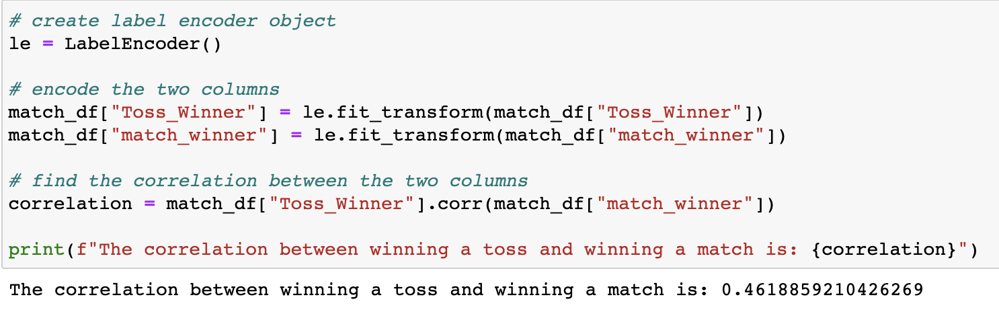 # create label encoder object
le = LabelEncoder()
# encode the two columns
match_df["Toss_Winner"] = le.fit_transform(match_df["Toss_Winner"])
match_df["match_winner"] = le.fit_transform(match_df["match_winner"])
# find the correlation between the two columns
correlation = match_df["Toss_Winner"].corr(match_df["match_winner"])
print(f"The correlation between winning a toss and winning a match is: {correlation}")
The correlation between winning a toss and winning a match is: 0.4618859210426269